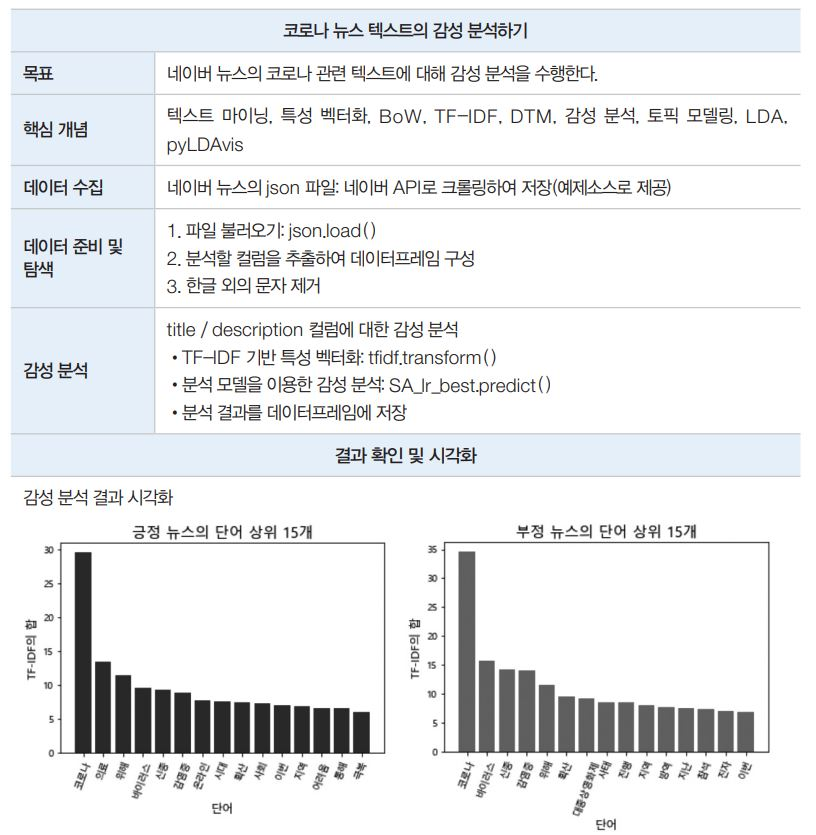 코로나 뉴스 텍스트의 감성 분석하기
목표
네이버 뉴스의 코로나 관련 텍스트에 대해 감성 분석을 수행한다.
핵심 개념
텍스트 마이닝, 특성 벡터화, BoW, TF-IDF, DTM, 감성 분석, 토픽 모델링, LDA,
pyLDAvis
데이터 수집
네이버 뉴스의 json 파일: 네이버 API로 크롤링하여 저장(예제소스로 제공)
데이터 준비 및
탐색
1. 파일 불러오기: json.load()
2. 분석할 컬럼을 추출하여 데이터프레임 구성
3. 한글 외의 문자 제거
감성 분석
title / description 컬럼에 대한 감성 분석
• TF-IDF 기반 특성 벡터화: tfidf.transform()
• 분석 모델을 이용한 감성 분석: SA_lr_best.predict()
• 분석 결과를 데이터프레임에 저장
결과 확인 및 시각화
감성 분석 결과 시각화
긍정 뉴스의 단어 상위 15개
TF-IDF의 합
30
25
20
15
10
5
0
코로나
의료
위해
바이러스
신종
감염증
온라인
시대
확산
사회
이번
지역
어려움
통해
극복
단어
부정 뉴스의 단어 상위 15개
TF-IDF의 합
35
30
25
20
15
10
5
0
코로나
바이러스
신종
감염증
위해
확산
대종상영화제
사태
진행
지역
방역
지난
참석
진자
이번
단어